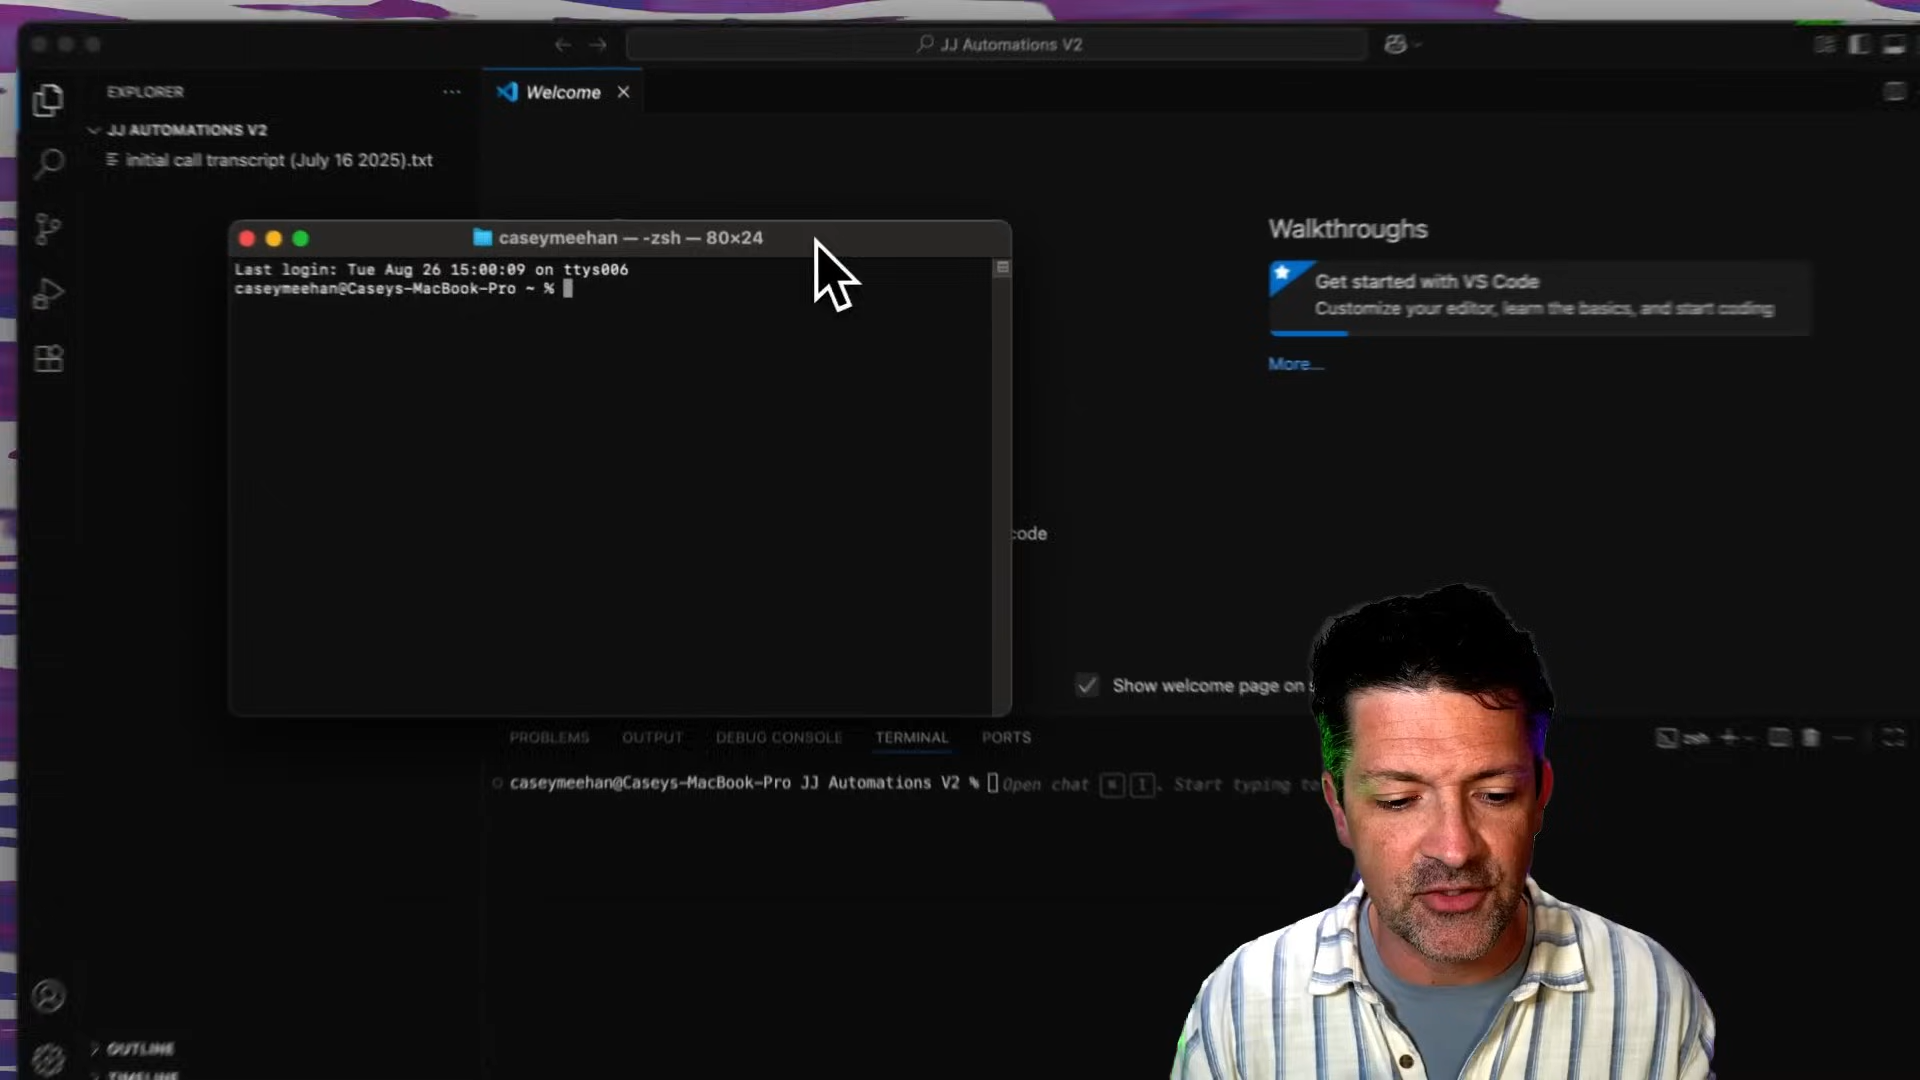 JJ Automations V2
EXPLORER
Welcome
JJ AUTOMATIONS V2
initial call transcript (July 16 2025).txt
caseymeehan — -zsh — 80×24
Last login: Tue Aug 26 15:00:09 on ttys006
caseymeehan@Caseys-MacBook-Pro ~ %
Walkthroughs
Get started with VS Code
Customize your editor, learn the basics, and start coding
More...
code
Show welcome page on
PROBLEMS OUTPUT DEBUG CONSOLE TERMINAL PORTS
zsh
caseymeehan@Caseys-MacBook-Pro JJ Automations V2 % Open chat ⌘ I. Start typing to
OUTLINE
TIMELINE